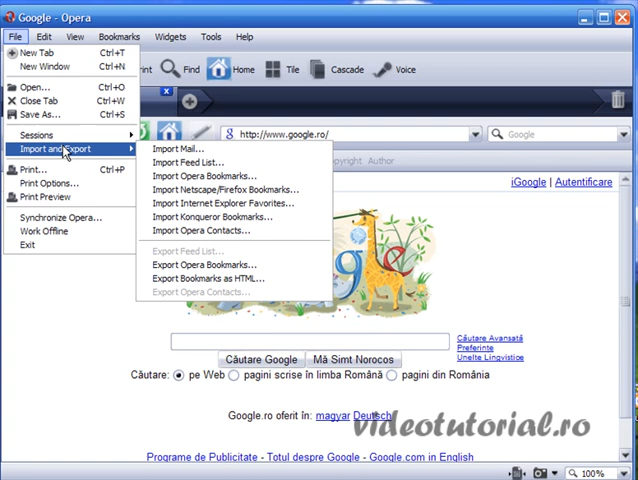 Google - Opera
File Edit View Bookmarks Widgets Tools Help
New Tab Ctrl+T
New Window Ctrl+N
Open... Ctrl+O
Close Tab Ctrl+W
Save As... Ctrl+S
Sessions
Import and Export
Print... Ctrl+P
Print Options...
Print Preview
Synchronize Opera...
Work Offline
Exit
Find Home Tile Cascade Voice
http://www.google.ro/ Google
Author
Import Mail...
Import Feed List...
Import Opera Bookmarks...
Import Netscape/Firefox Bookmarks...
Import Internet Explorer Favorites...
Import Konqueror Bookmarks...
Import Opera Contacts...
Export Feed List...
Export Opera Bookmarks...
Export Bookmarks as HTML...
Export Opera Contacts...
iGoogle | Autentificare
Căutare Avansată
Preferinţe
Unelte Lingvistice
Căutare Google Mă Simt Norocos
Căutare: pe Web pagini scrise în limba Română pagini din România
Google.ro oferit în: magyar Deutsch
videotutorial.ro
Programe de Publicitate - Totul despre Google - Google.com in English
100%